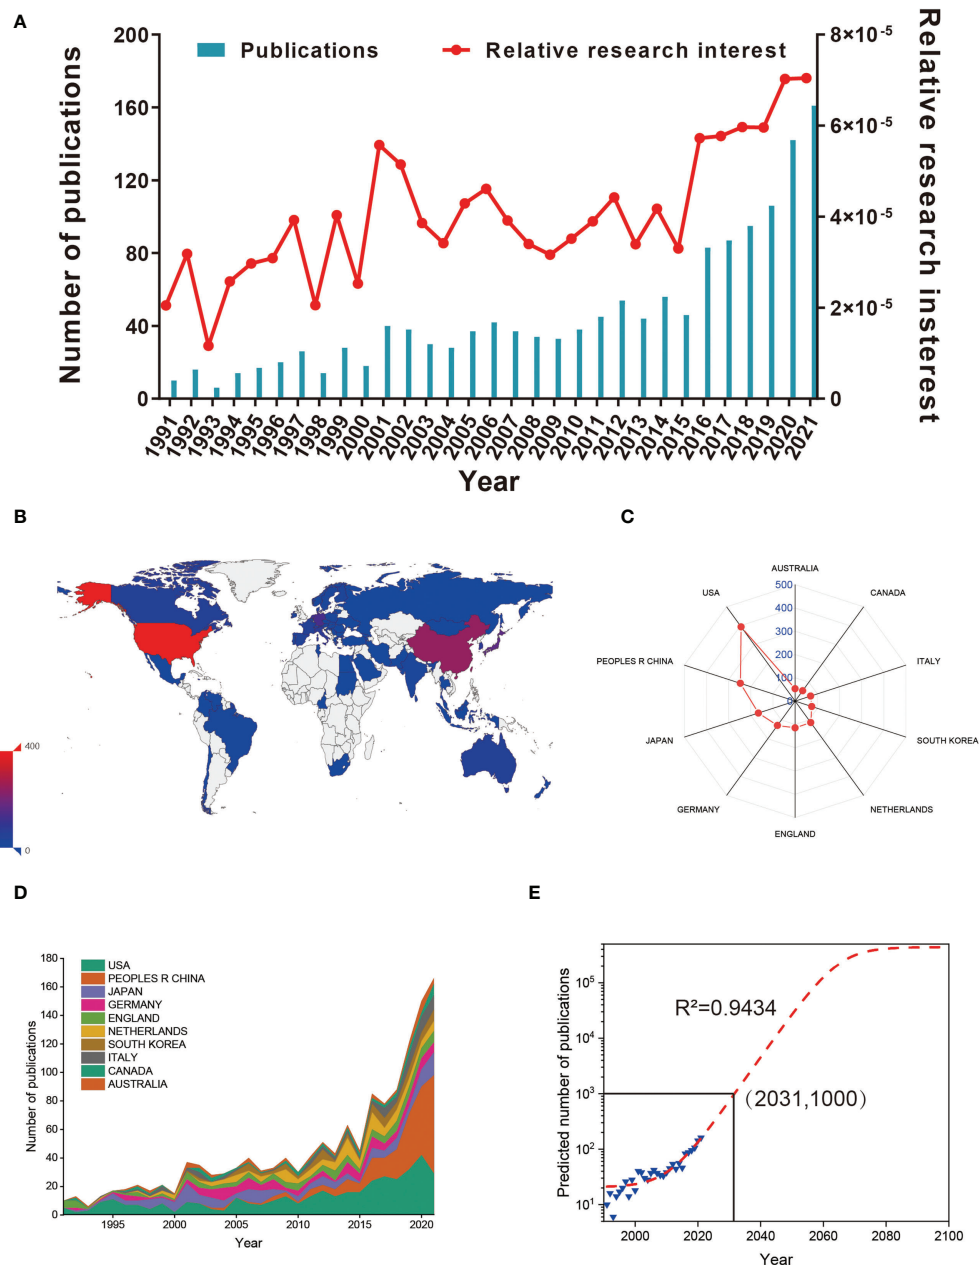 A
Publications
Relative research interest
Number of publications
200
160
120
80
40
0
8×10-5
6×10-5
4×10-5
2×10-5
0
Relative research insterest
1991
1992
1993
1994
1995
1996
1997
1998
1999
2000
2001
2002
2003
2004
2005
2006
2007
2008
2009
2010
2011
2012
2013
2014
2015
2016
2017
2018
2019
2020
2021
Year
B
400
0
C
AUSTRALIA
CANADA
ITALY
SOUTH KOREA
NETHERLANDS
ENGLAND
GERMANY
JAPAN
PEOPLES R CHINA
USA
500
400
300
200
100
0
D
Number of publications
180
160
140
120
100
80
60
40
20
0
USA
PEOPLES R CHINA
JAPAN
GERMANY
ENGLAND
NETHERLANDS
SOUTH KOREA
ITALY
CANADA
AUSTRALIA
1995
2000
2005
2010
2015
2020
Year
E
Predicted number of publications
10⁵
10⁴
10³
10²
10¹
R²=0.9434
(2031,1000)
2000
2020
2040
2060
2080
2100
Year